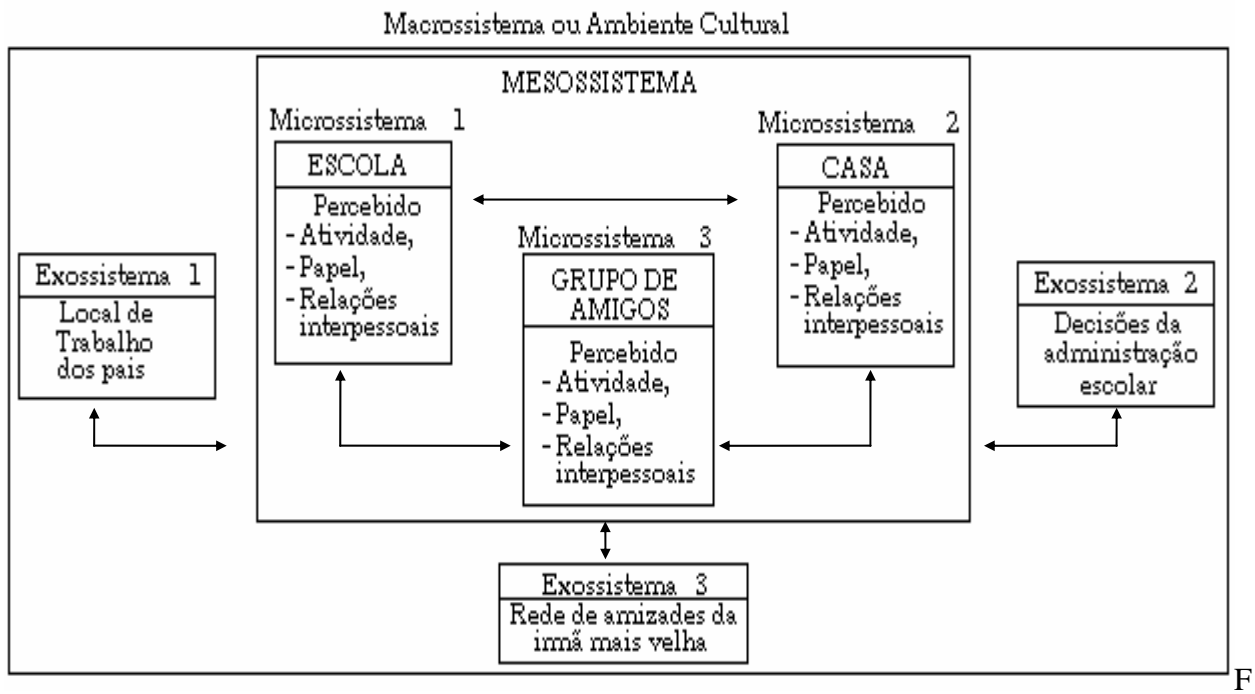 Macrossistema ou Ambiente Cultural
MESOSSISTEMA
Microssistema 1
ESCOLA
Percebido
- Atividade,
- Papel,
- Relações
interpessoais
Microssistema 2
CASA
Percebido
- Atividade,
- Papel,
- Relações
interpessoais
Microssistema 3
GRUPO DE
AMIGOS
Percebido
- Atividade,
- Papel,
- Relações
interpessoais
Exossistema 1
Local de
Trabalho
dos pais
Exossistema 2
Decisões da
administração
escolar
Exossistema 3
Rede de amizades da
irmã mais velha
F